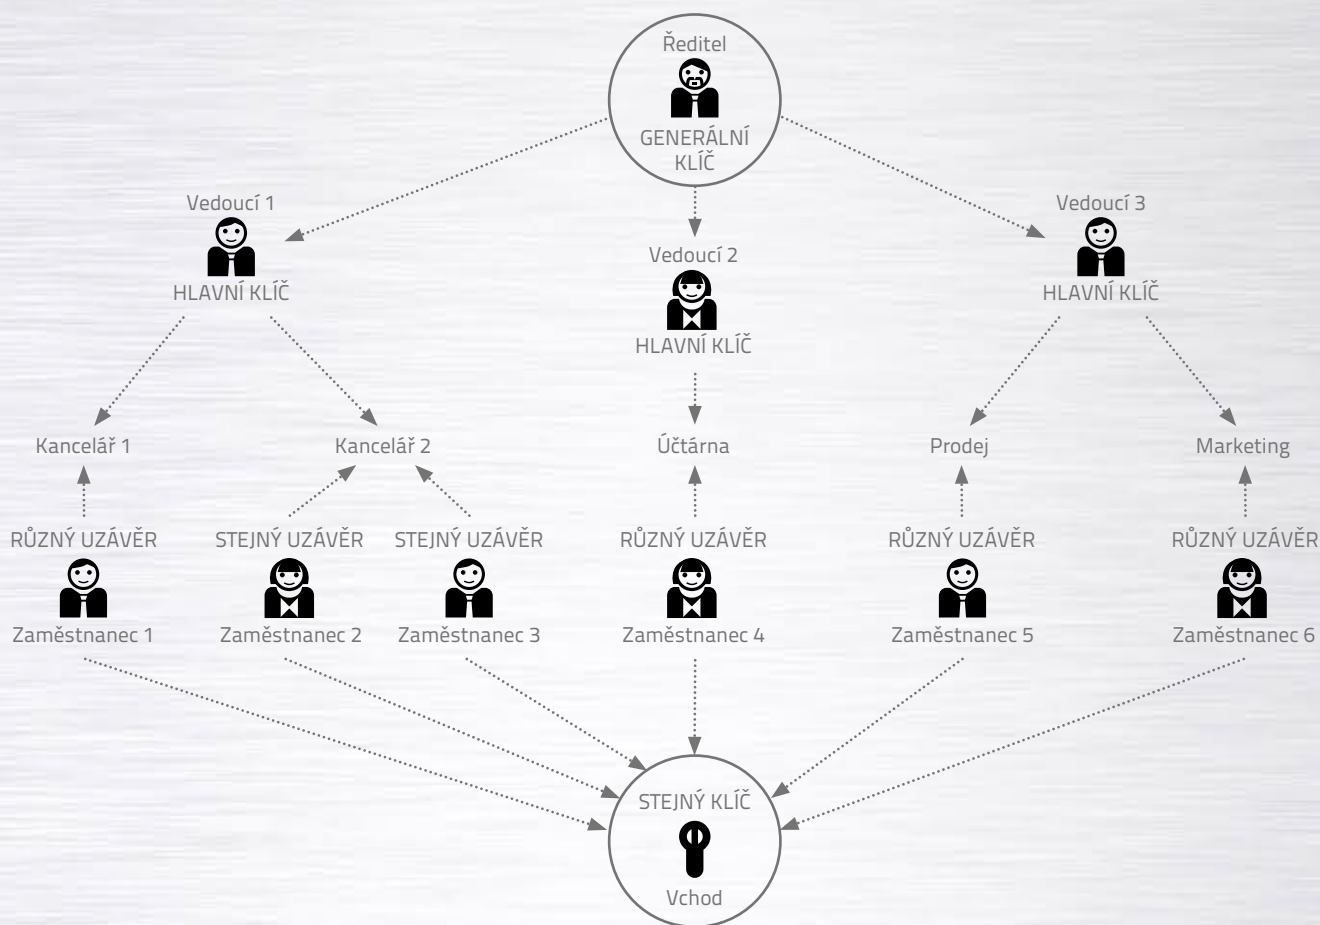 Ředitel
GENERÁLNÍ
KLÍČ
Vedoucí 1
HLAVNÍ KLÍČ
Vedoucí 2
HLAVNÍ KLÍČ
Vedoucí 3
HLAVNÍ KLÍČ
Kancelář 1
Kancelář 2
Účtárna
Prodej
Marketing
RŮZNÝ UZÁVĚR
STEJNÝ UZÁVĚR
STEJNÝ UZÁVĚR
RŮZNÝ UZÁVĚR
RŮZNÝ UZÁVĚR
RŮZNÝ UZÁVĚR
Zaměstnanec 1
Zaměstnanec 2
Zaměstnanec 3
Zaměstnanec 4
Zaměstnanec 5
Zaměstnanec 6
STEJNÝ KLÍČ
Vchod